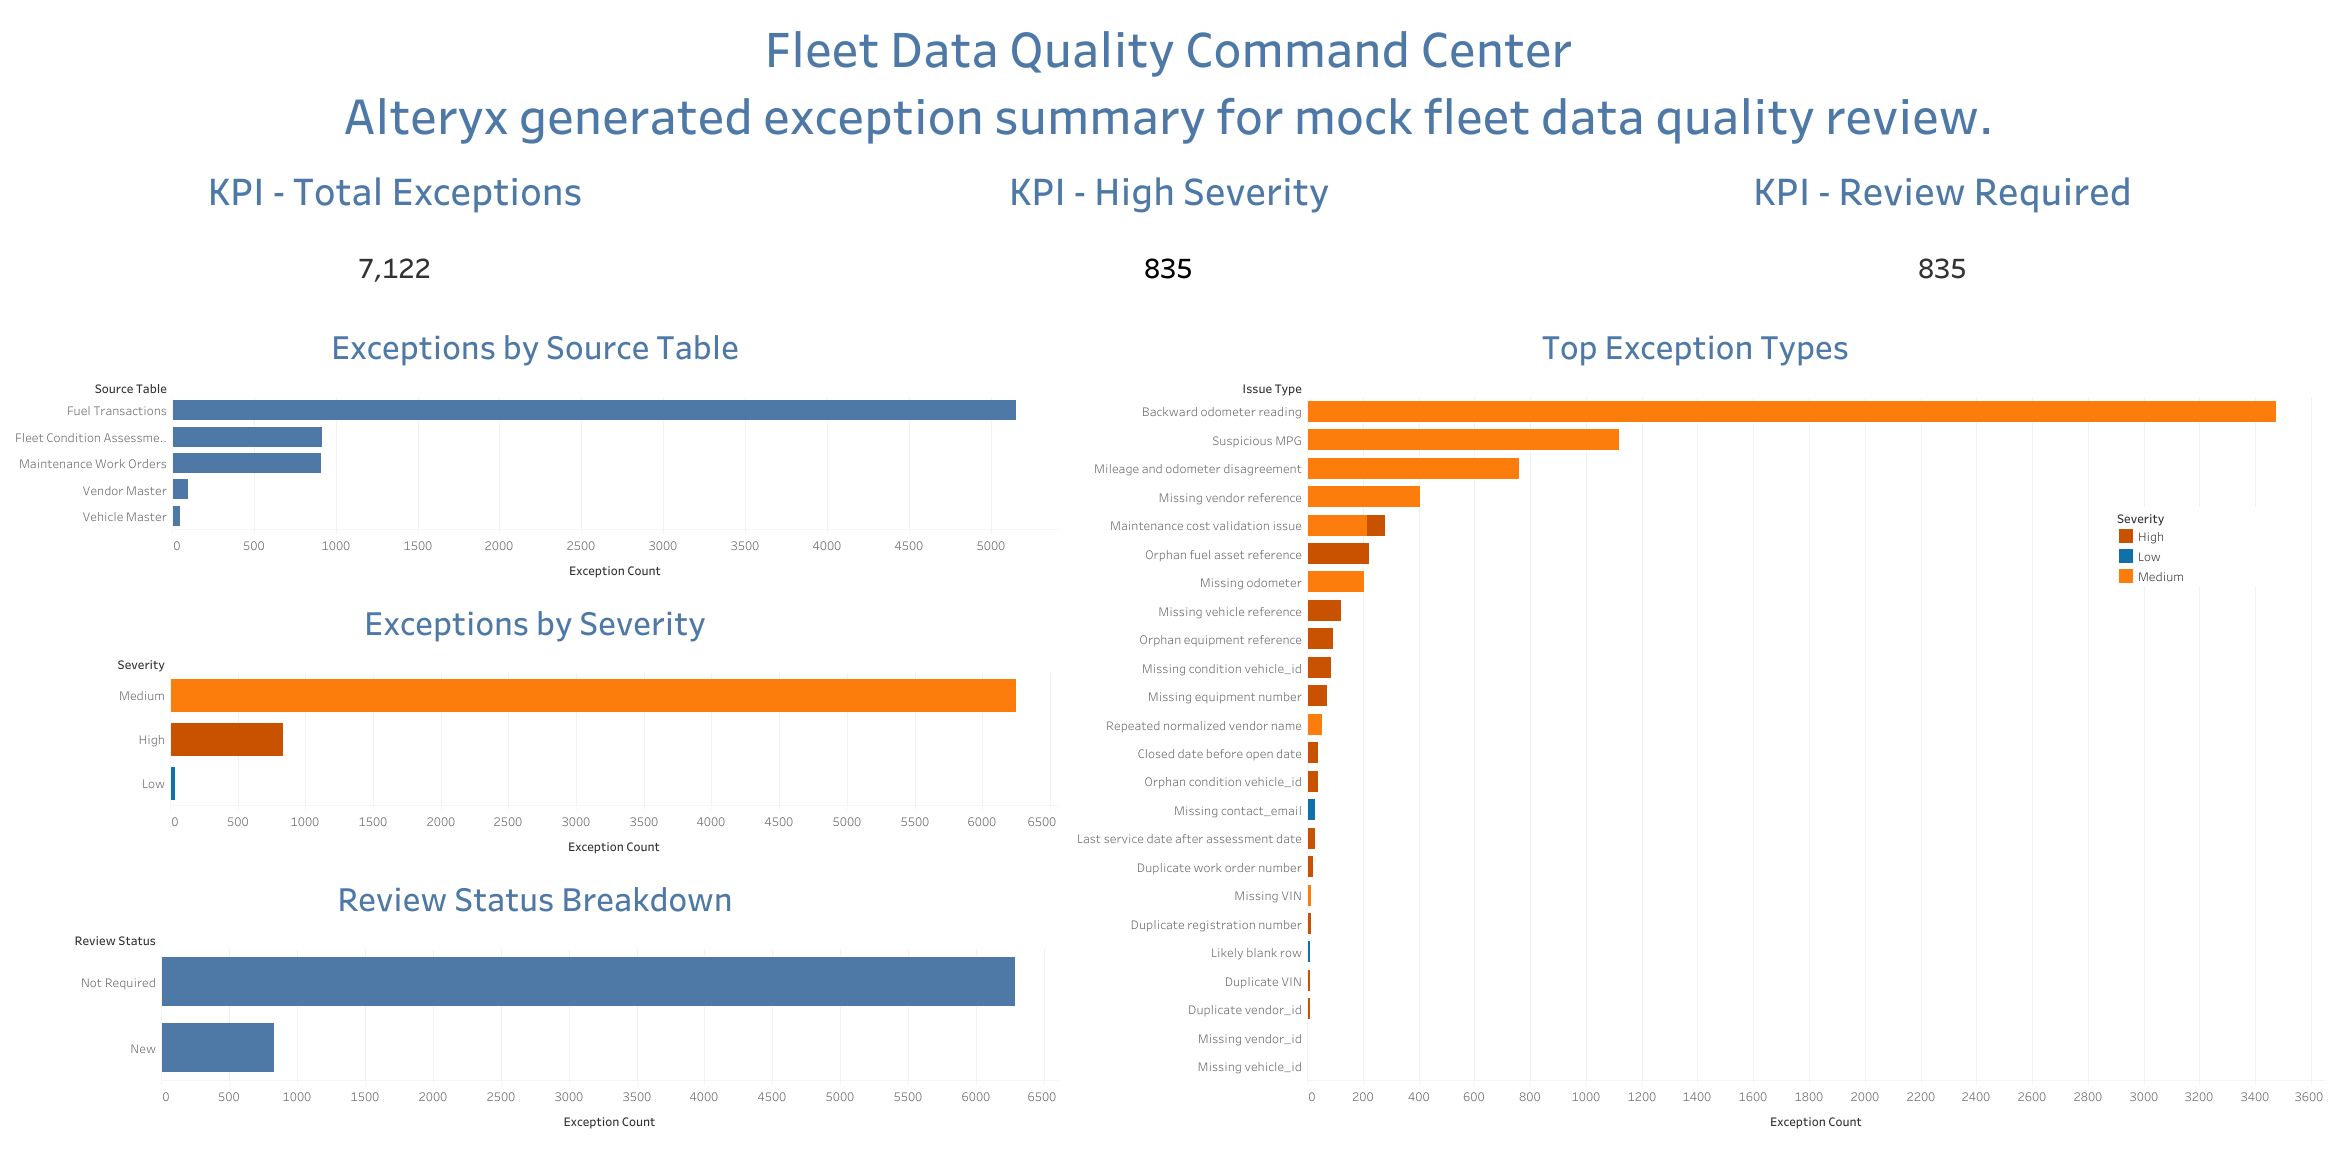 Fleet Data Quality Command Center
Alteryx generated exception summary for mock fleet data quality review.
KPI - Total Exceptions
7,122
KPI - High Severity
835
KPI - Review Required
835
Exceptions by Source Table
Source Table
Fuel Transactions
Fleet Condition Assessme..
Maintenance Work Orders
Vendor Master
Vehicle Master
0 500 1000 1500 2000 2500 3000 3500 4000 4500 5000
Exception Count
Exceptions by Severity
Severity
Medium
High
Low
0 500 1000 1500 2000 2500 3000 3500 4000 4500 5000 5500 6000 6500
Exception Count
Review Status Breakdown
Review Status
Not Required
New
0 500 1000 1500 2000 2500 3000 3500 4000 4500 5000 5500 6000 6500
Exception Count
Top Exception Types
Issue Type
Backward odometer reading
Suspicious MPG
Mileage and odometer disagreement
Missing vendor reference
Maintenance cost validation issue
Orphan fuel asset reference
Missing odometer
Missing vehicle reference
Orphan equipment reference
Missing condition vehicle_id
Missing equipment number
Repeated normalized vendor name
Closed date before open date
Orphan condition vehicle_id
Missing contact_email
Last service date after assessment date
Duplicate work order number
Missing VIN
Duplicate registration number
Likely blank row
Duplicate VIN
Duplicate vendor_id
Missing vendor_id
Missing vehicle_id
0 200 400 600 800 1000 1200 1400 1600 1800 2000 2200 2400 2600 2800 3000 3200 3400 3600
Exception Count
Severity
High
Low
Medium